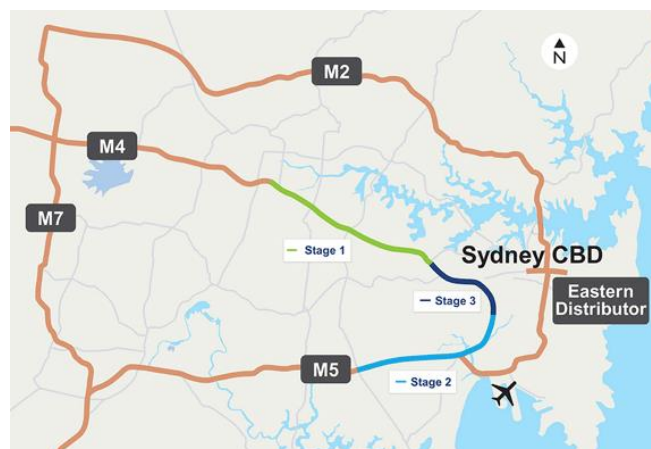 N
M2
M4
M7
Stage 1
Sydney CBD
Eastern
Distributor
Stage 3
M5
Stage 2